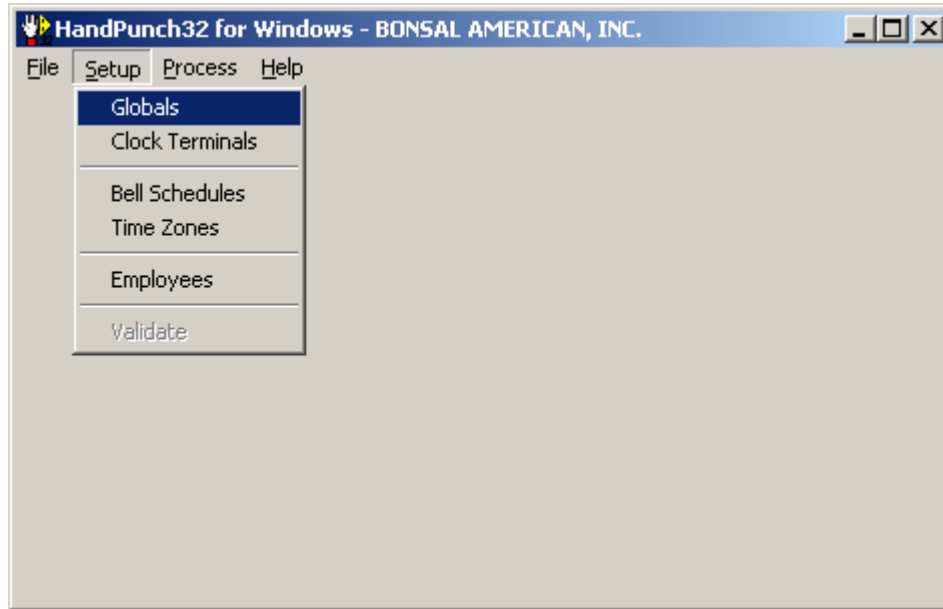 HandPunch32 for Windows - BONSAL AMERICAN, INC.
File Setup Process Help
Globals
Clock Terminals
Bell Schedules
Time Zones
Employees
Validate